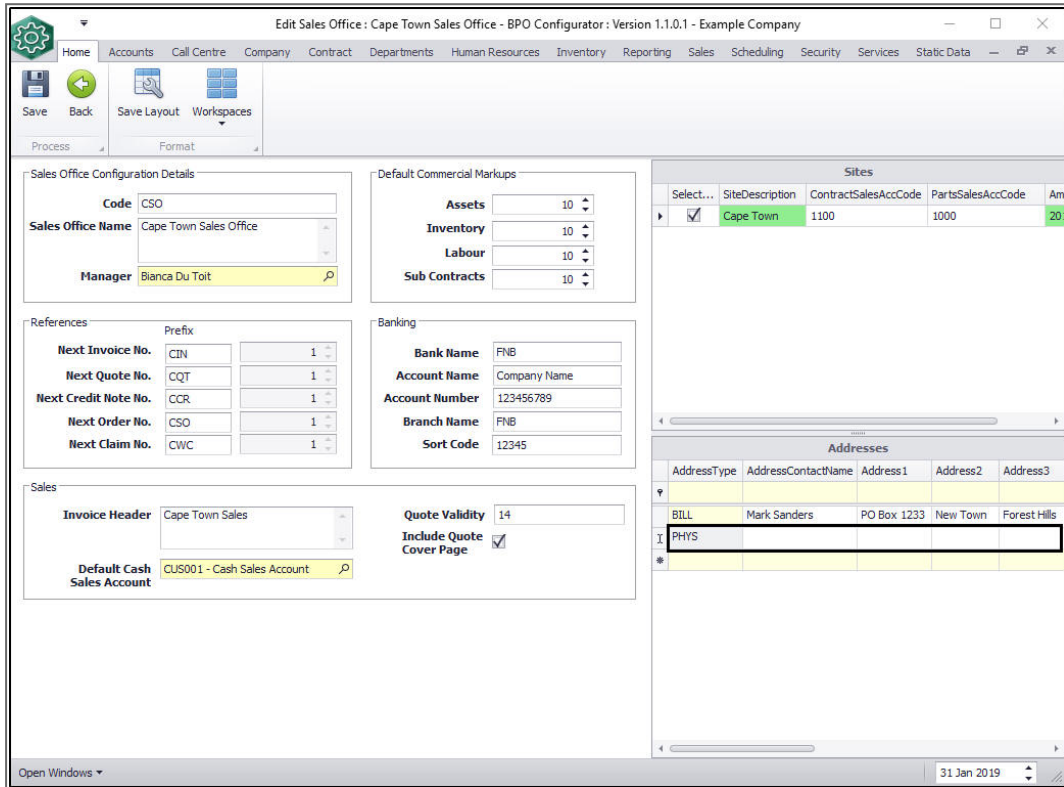 Edit Sales Office : Cape Town Sales Office - BPO Configurator : Version 1.1.0.1 - Example Company
Home Accounts Call Centre Company Contract Departments Human Resources Inventory Reporting Sales Scheduling Security Services Static Data
Save Back Save Layout Workspaces
Process Format
Sales Office Configuration Details
Code CSO
Sales Office Name Cape Town Sales Office
Manager Bianca Du Toit
Default Commercial Markups
Assets 10
Inventory 10
Labour 10
Sub Contracts 10
References
Prefix
Next Invoice No. CIN 1
Next Quote No. CQT 1
Next Credit Note No. CCR 1
Next Order No. CSO 1
Next Claim No. CWC 1
Banking
Bank Name FNB
Account Name Company Name
Account Number 123456789
Branch Name FNB
Sort Code 12345
Sales
Invoice Header Cape Town Sales
Default Cash
Sales Account CUS001 - Cash Sales Account
Quote Validity 14
Include Quote
Cover Page
Sites
Select... SiteDescription ContractSalesAccCode PartsSalesAccCode Am
Cape Town 1100 1000 20
Addresses
AddressType AddressContactName Address1 Address2 Address3
BILL Mark Sanders PO Box 1233 New Town Forest Hills
PHYS
Open Windows 31 Jan 2019